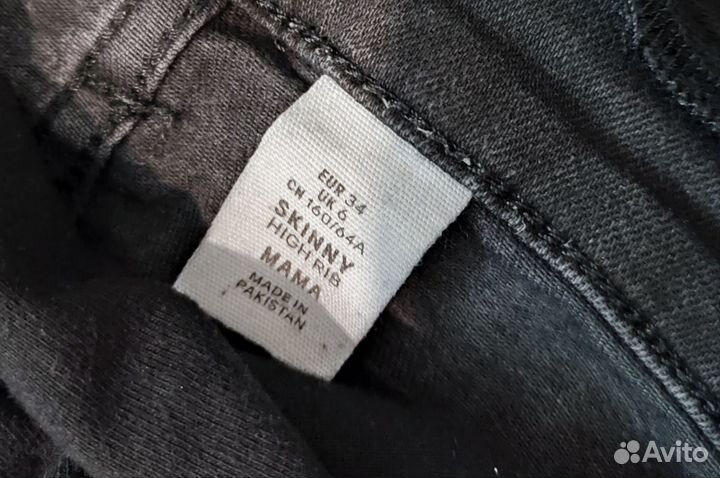 EUR 34
UK 6
CN 160/64A
SKINNY
HIGH RIB
MAMA
MADE IN
PAKISTAN
Avito